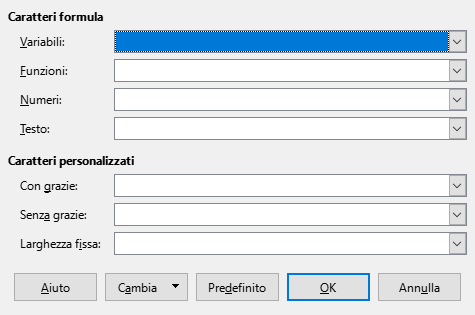 Caratteri formula
Variabili:
Funzioni:
Numeri:
Testo:
Caratteri personalizzati
Con grazie:
Senza grazie:
Larghezza fissa:
Aiuto Cambia Predefinito OK Annulla